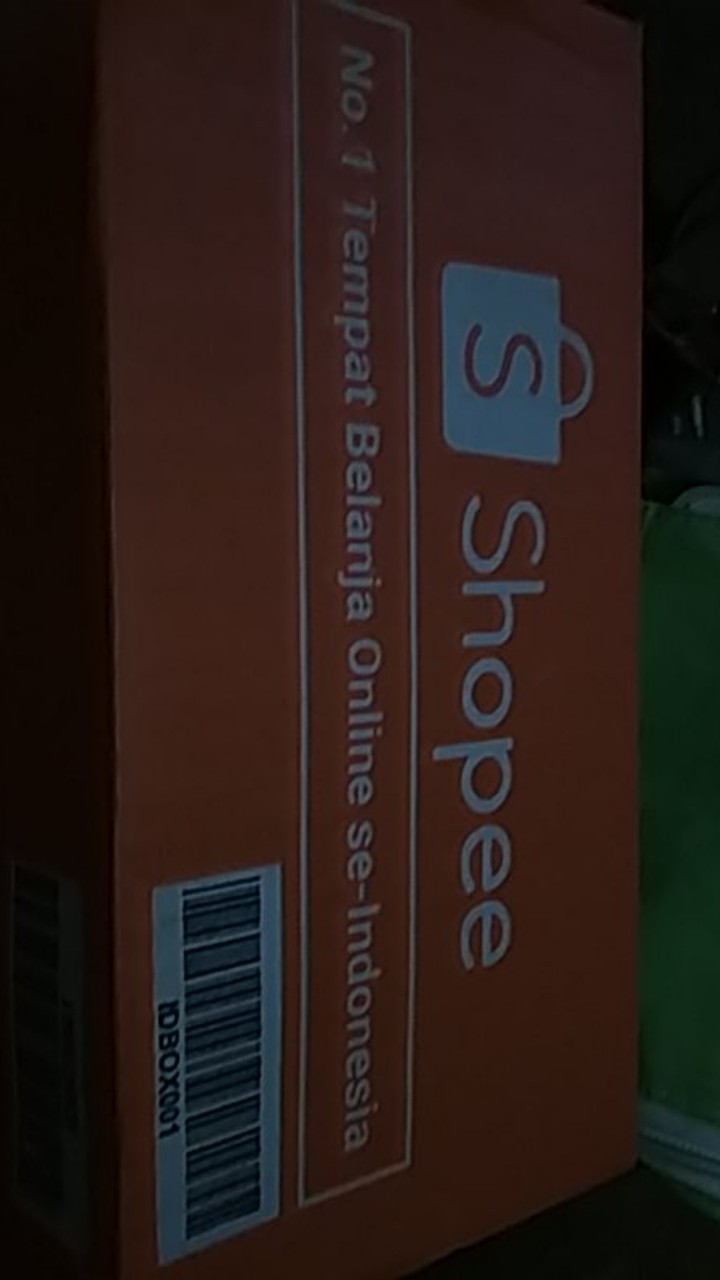 S Shopee
No.1 Tempat Belanja Online se-Indonesia
IDBOX001